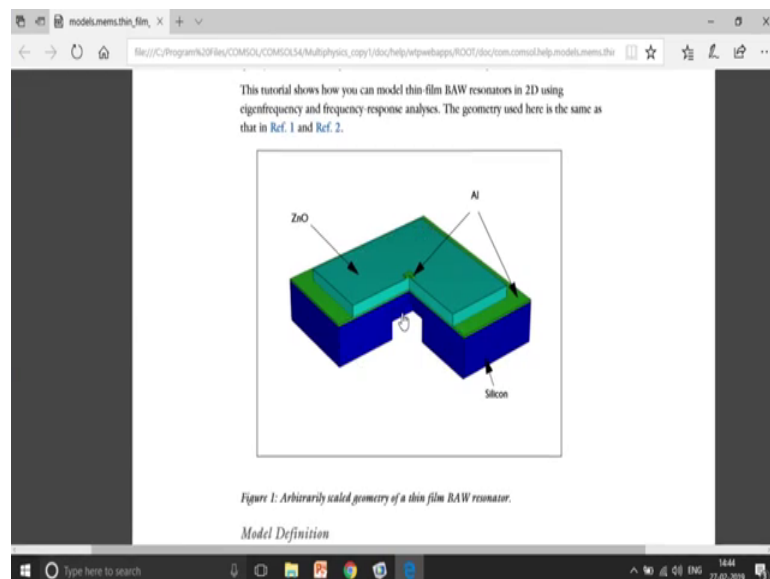 models.mems.thin_film_
file:///C:/Program%20Files/COMSOL/COMSOL54/Multiphysics_copy1/doc/help/wtpwebapps/ROOT/doc/com.comsol.help.models.mems.thir
This tutorial shows how you can model thin-film BAW resonators in 2D using
eigenfrequency and frequency-response analyses. The geometry used here is the same as
that in Ref. 1 and Ref. 2.
Al
ZnO
Silicon
Figure 1: Arbitrarily scaled geometry of a thin film BAW resonator.
Model Definition
Type here to search
ENG
14:44
27-02-2019